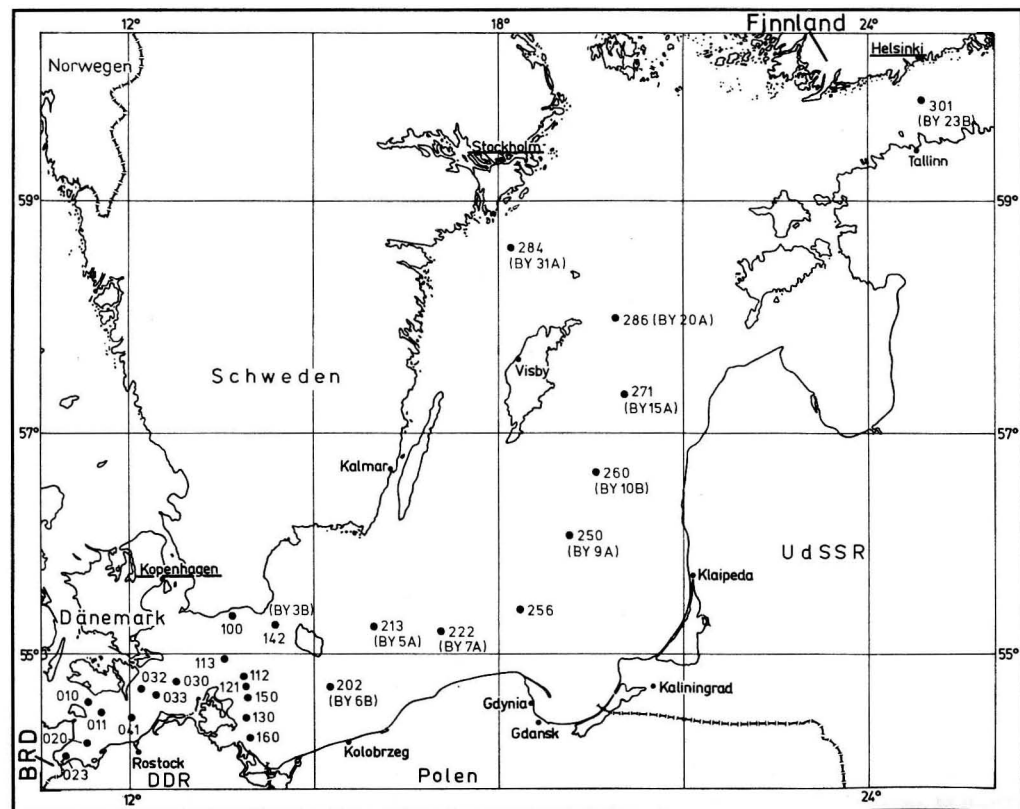 12°
18°
24°
Finnland
Norwegen
Helsinki
301
(BY 23B)
Tallinn
Stockholm
59°
59°
284
(BY 31A)
286 (BY 20A)
Visby
Schweden
271
(BY 15A)
57°
57°
Kalmar
260
(BY 10B)
250
(BY 9A)
UdSSR
Kopenhagen
Klaipeda
Dänemark
(BY 3B)
100
142
213
(BY 5A)
222
(BY 7A)
256
55°
55°
113
112
032
030
121
010
033
150
202
(BY 6B)
Kaliningrad
011
041
130
Gdynia
020
160
Gdansk
023
Rostock
Kolobrzeg
BRD
DDR
Polen
12°
24°